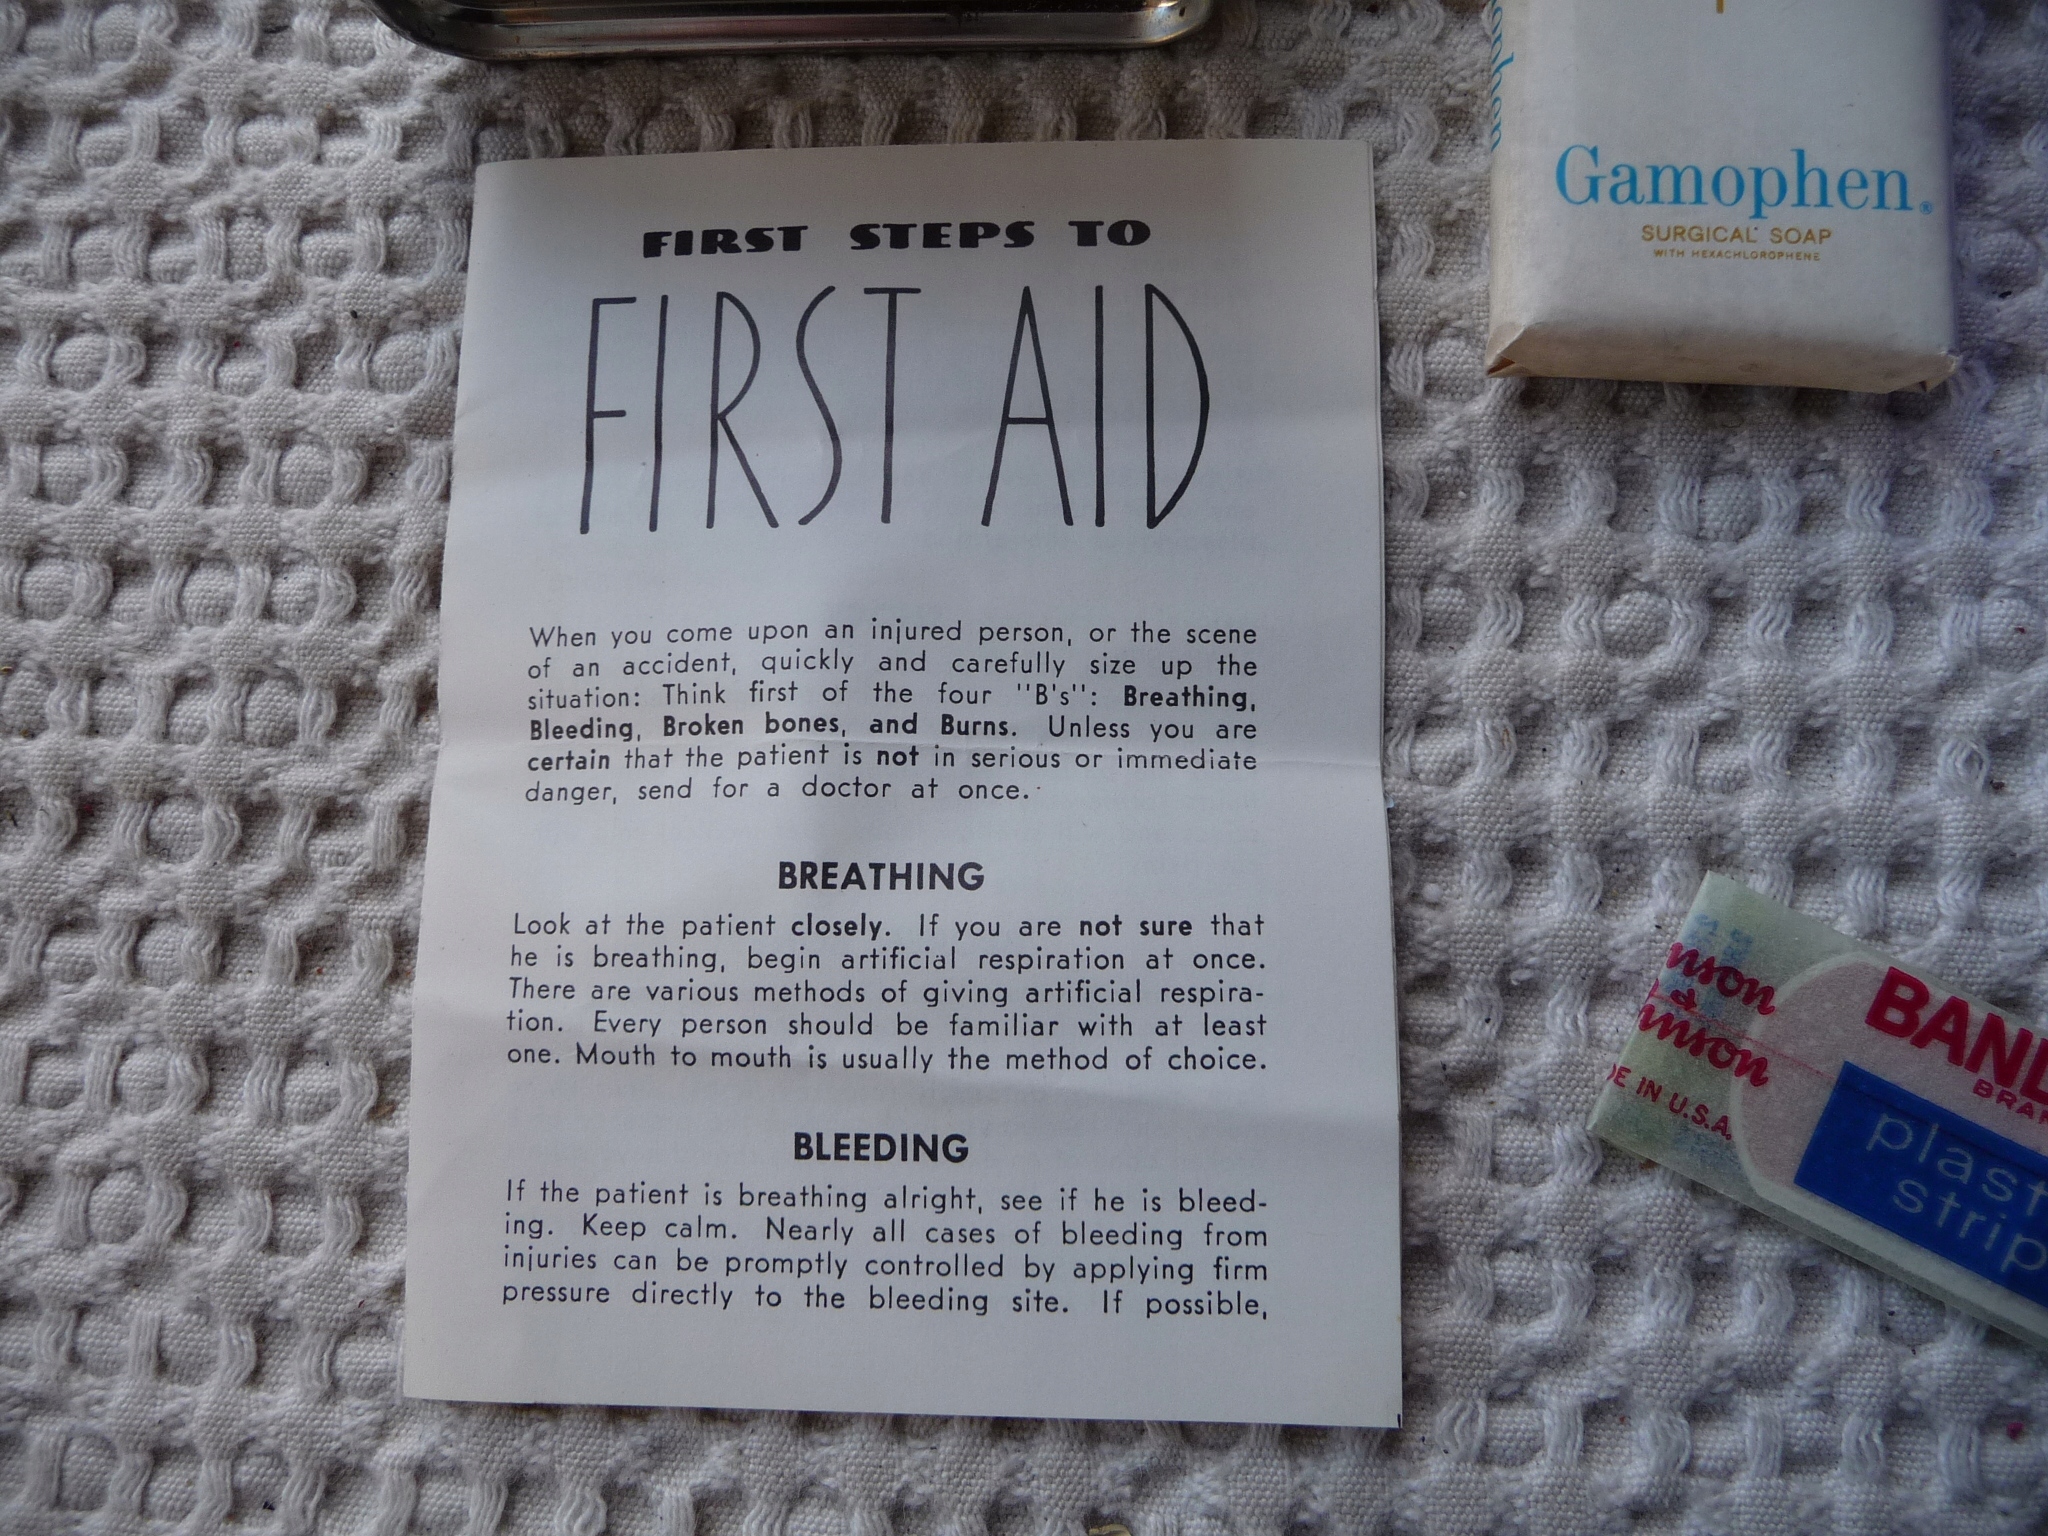 FIRST STEPS TO
FIRST AID
When you come upon an injured person, or the scene
of an accident, quickly and carefully size up the
situation: Think first of the four "B's": Breathing,
Bleeding, Broken bones, and Burns. Unless you are
certain that the patient is not in serious or immediate
danger, send for a doctor at once.
BREATHING
Look at the patient closely. If you are not sure that
he is breathing, begin artificial respiration at once.
There are various methods of giving artificial respira-
tion. Every person should be familiar with at least
one. Mouth to mouth is usually the method of choice.
BLEEDING
If the patient is breathing alright, see if he is bleed-
ing. Keep calm. Nearly all cases of bleeding from
injuries can be promptly controlled by applying firm
pressure directly to the bleeding site. If possible,
Gamophen®
SURGICAL SOAP
WITH HEXACHLOROPHENE
nson
&
hnson
DE IN U.S.A.
BAND
BRAN
plast
strip